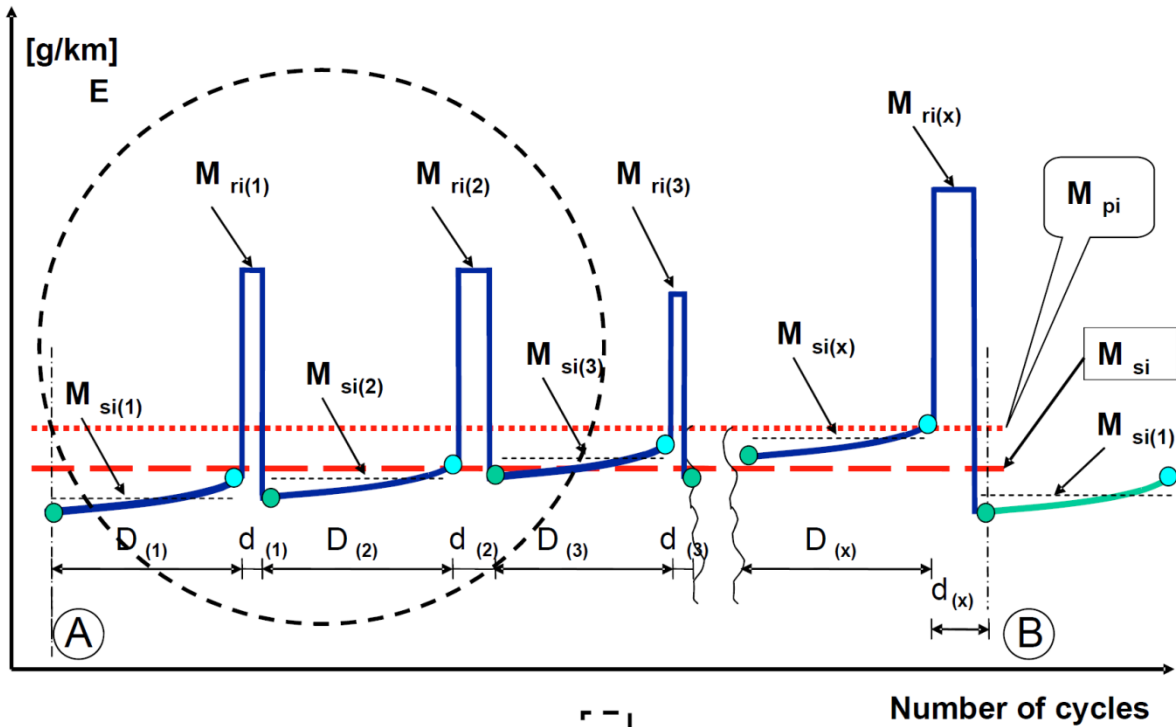 [g/km]
E
M ri(1)
M ri(2)
M ri(3)
M ri(x)
M pi
M si(1)
M si(2)
M si(3)
M si(x)
M si
M si(1)
D (1)
d (1)
D (2)
d (2)
D (3)
d (3)
D (x)
d (x)
A
B
Number of cycles